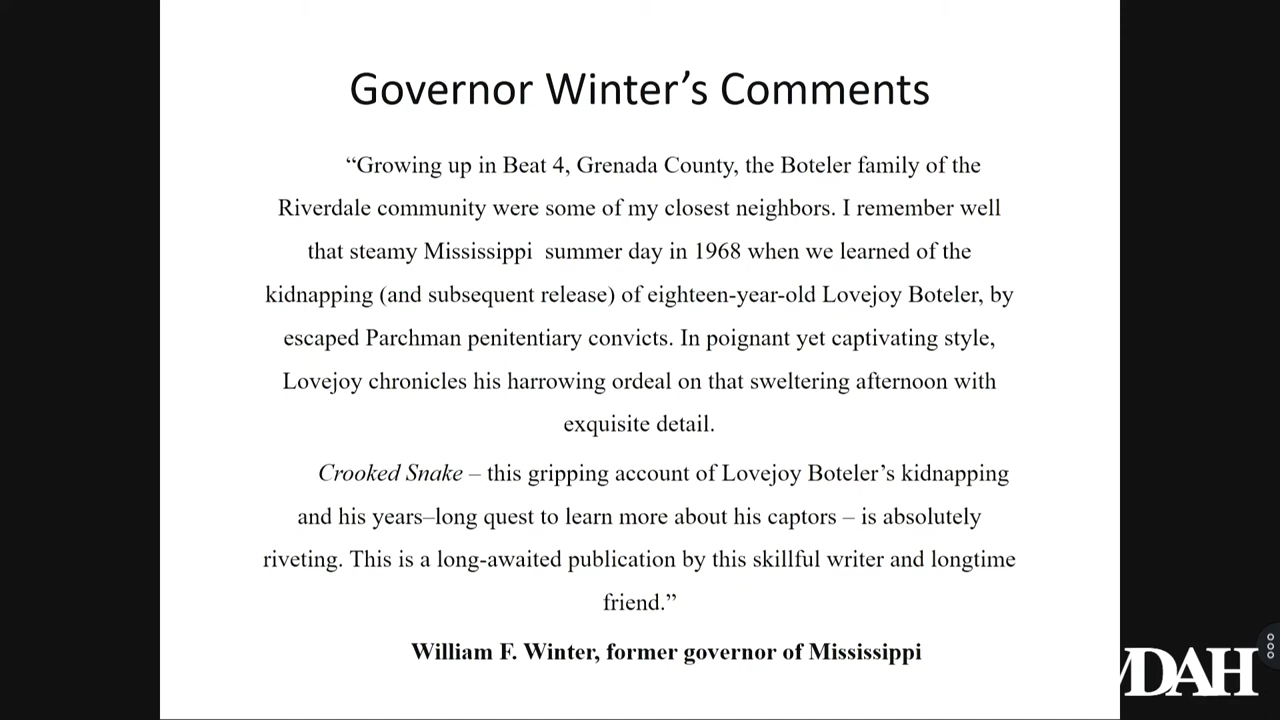 Governor Winter’s Comments
“Growing up in Beat 4, Grenada County, the Boteler family of the
Riverdale community were some of my closest neighbors. I remember well
that steamy Mississippi  summer day in 1968 when we learned of the
kidnapping (and subsequent release) of eighteen-year-old Lovejoy Boteler, by
escaped Parchman penitentiary convicts. In poignant yet captivating style,
Lovejoy chronicles his harrowing ordeal on that sweltering afternoon with
exquisite detail.
Crooked Snake – this gripping account of Lovejoy Boteler’s kidnapping
and his years–long quest to learn more about his captors – is absolutely
riveting. This is a long-awaited publication by this skillful writer and longtime
friend.”
William F. Winter, former governor of Mississippi
DAH